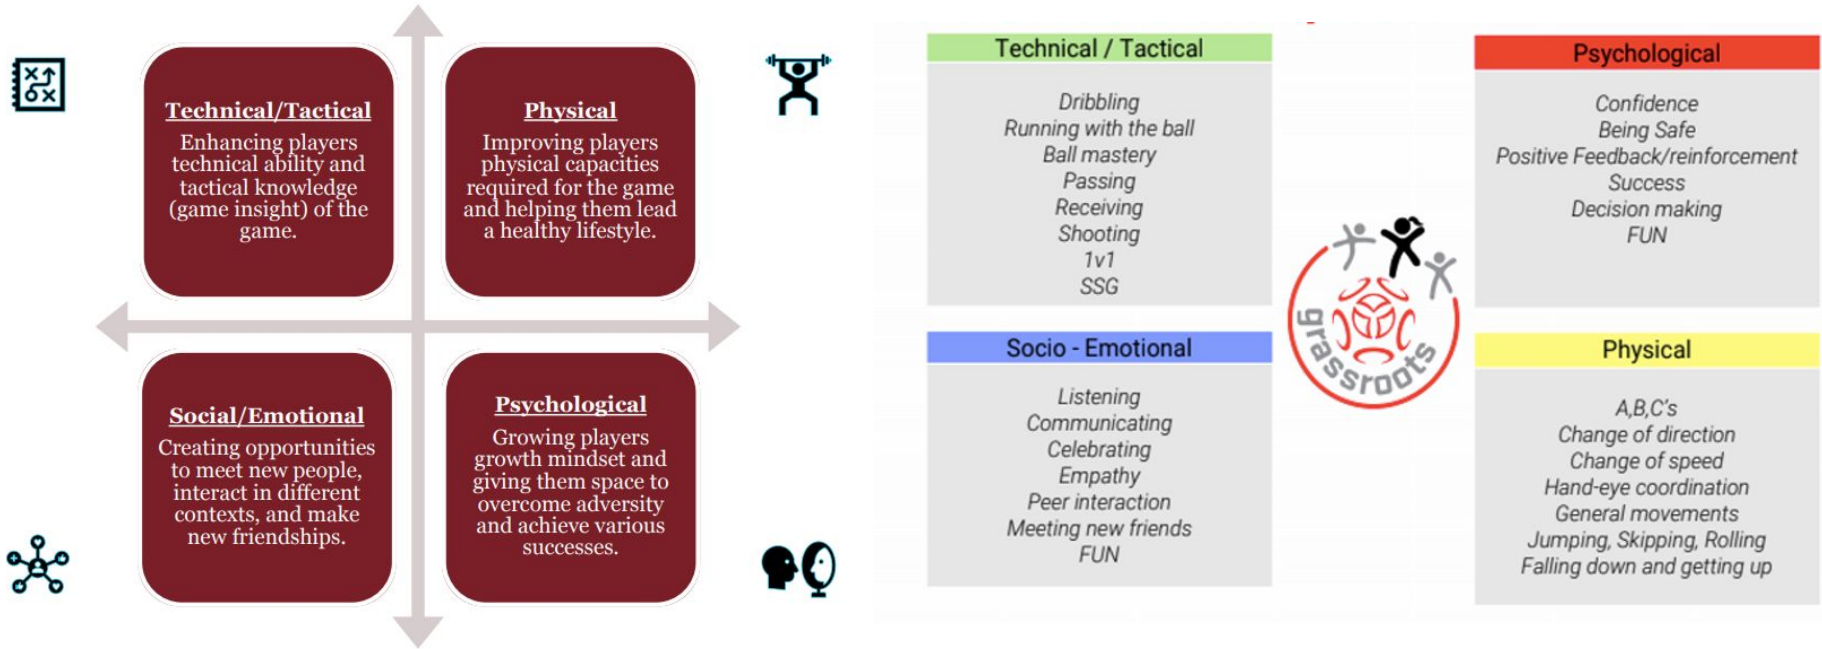 Technical/Tactical
Enhancing players
technical ability and
tactical knowledge
(game insight) of the
game.
Physical
Improving players
physical capacities
required for the game
and helping them lead
a healthy lifestyle.
Social/Emotional
Creating opportunities
to meet new people,
interact in different
contexts, and make
new friendships.
Psychological
Growing players
growth mindset and
giving them space to
overcome adversity
and achieve various
successes.
Technical / Tactical
Dribbling
Running with the ball
Ball mastery
Passing
Receiving
Shooting
1v1
SSG
Psychological
Confidence
Being Safe
Positive Feedback/reinforcement
Success
Decision making
FUN
grassroots
Socio - Emotional
Listening
Communicating
Celebrating
Empathy
Peer interaction
Meeting new friends
FUN
Physical
A,B,C's
Change of direction
Change of speed
Hand-eye coordination
General movements
Jumping, Skipping, Rolling
Falling down and getting up